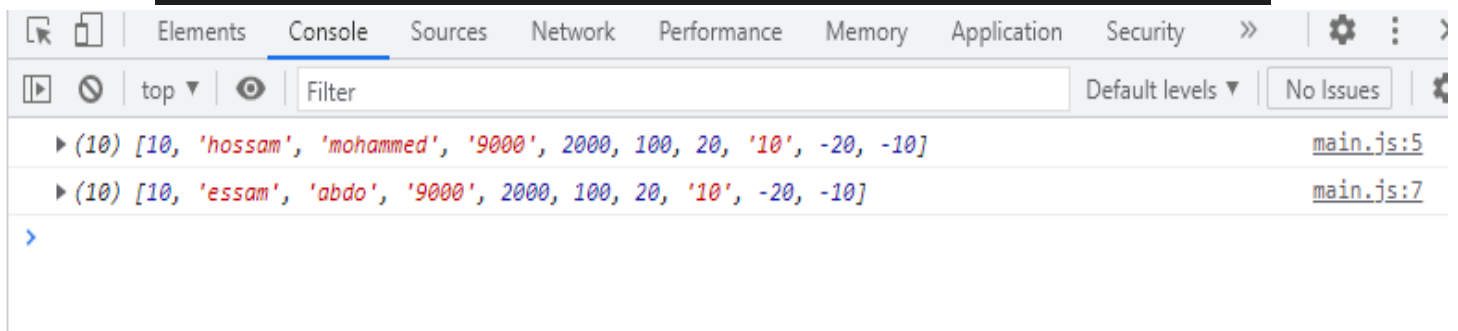 Elements Console Sources Network Performance Memory Application Security »
top ▼ Filter Default levels ▼ No Issues
▶ (10) [10, 'hossam', 'mohammed', '9000', 2000, 100, 20, '10', -20, -10] main.js:5
▶ (10) [10, 'essam', 'abdo', '9000', 2000, 100, 20, '10', -20, -10] main.js:7
>